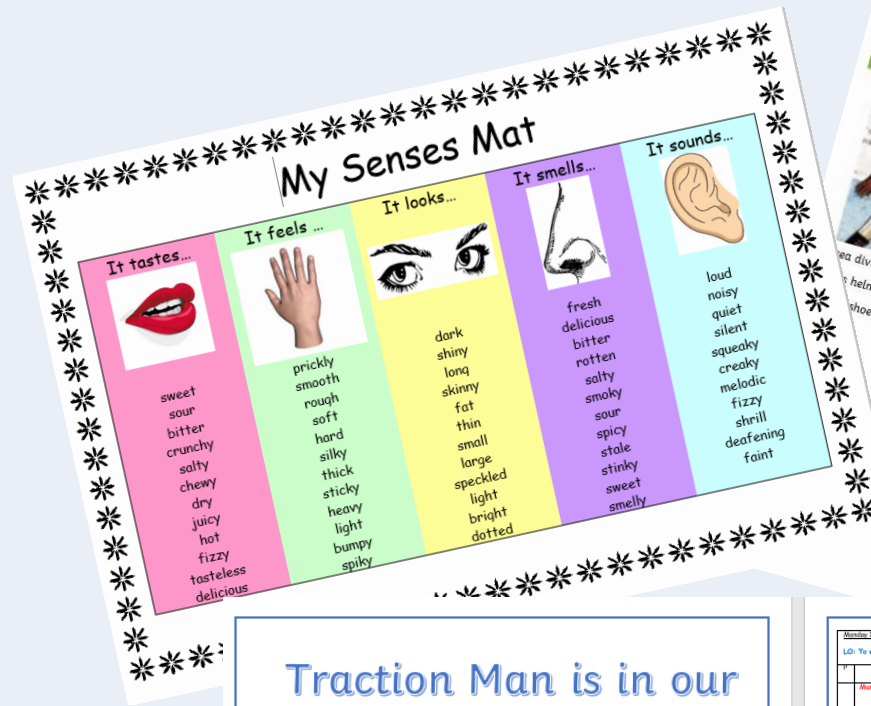 My Senses Mat
It tastes...
sweet
sour
bitter
crunchy
salty
chewy
dry
juicy
hot
fizzy
tasteless
delicious
It feels ...
prickly
smooth
rough
soft
hard
silky
thick
sticky
heavy
light
bumpy
spiky
It looks...
dark
shiny
long
skinny
fat
thin
small
large
speckled
light
bright
dotted
It smells...
fresh
delicious
bitter
rotten
salty
smoky
sour
spicy
stale
stinky
sweet
smelly
It sounds...
loud
noisy
quiet
silent
squeaky
creaky
melodic
fizzy
shrill
deafening
faint
Traction Man is in our
LO: To